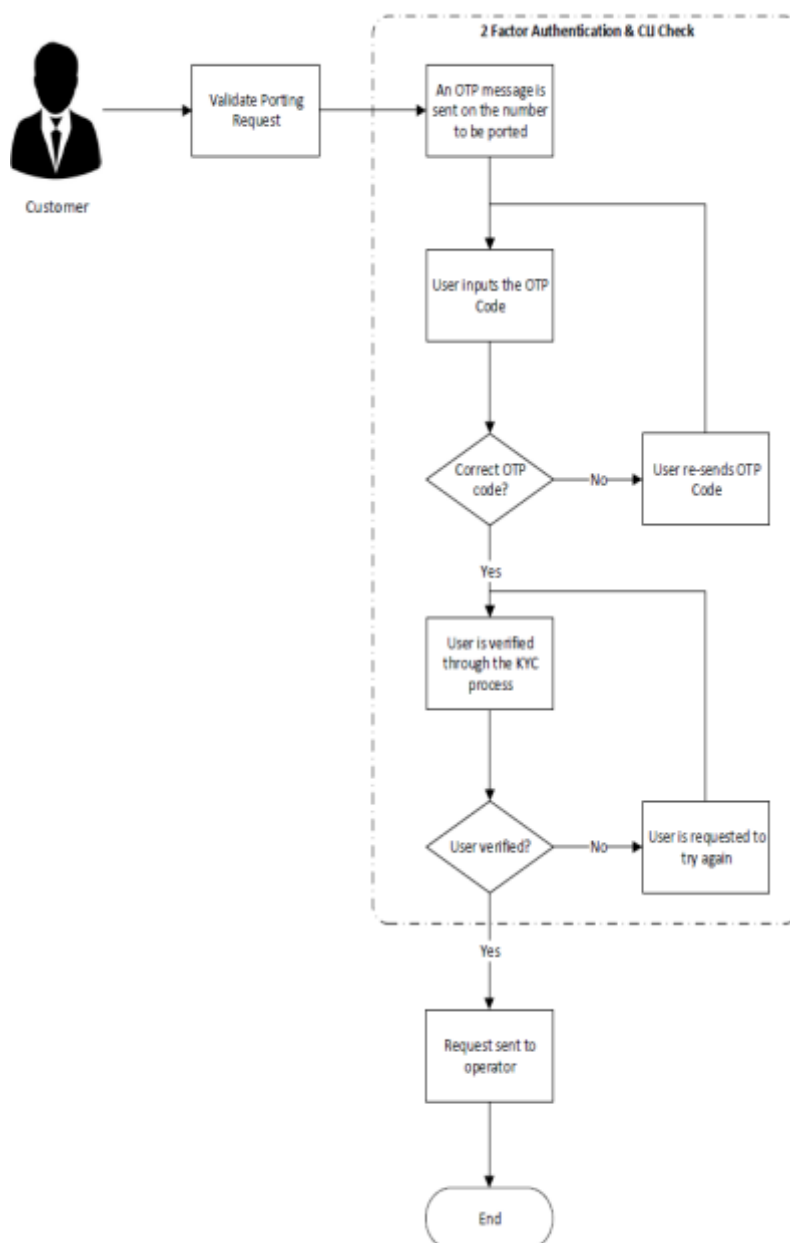 2 Factor Authentication & CLI Check
Validate Porting
Request
An OTP message is
sent on the number
to be ported
Customer
User inputs the OTP
Code
Correct OTP
code?
No
User re-sends OTP
Code
Yes
User is verified
through the KYC
process
User verified?
No
User is requested to
try again
Yes
Request sent to
operator
End